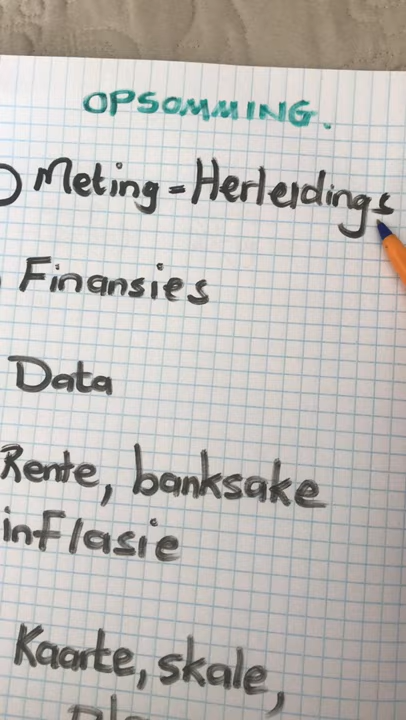 OPSOMMING.
Meting - Herleidings
Finansies
Data
Rente, banksake
inflasie
Kaarte, skale,